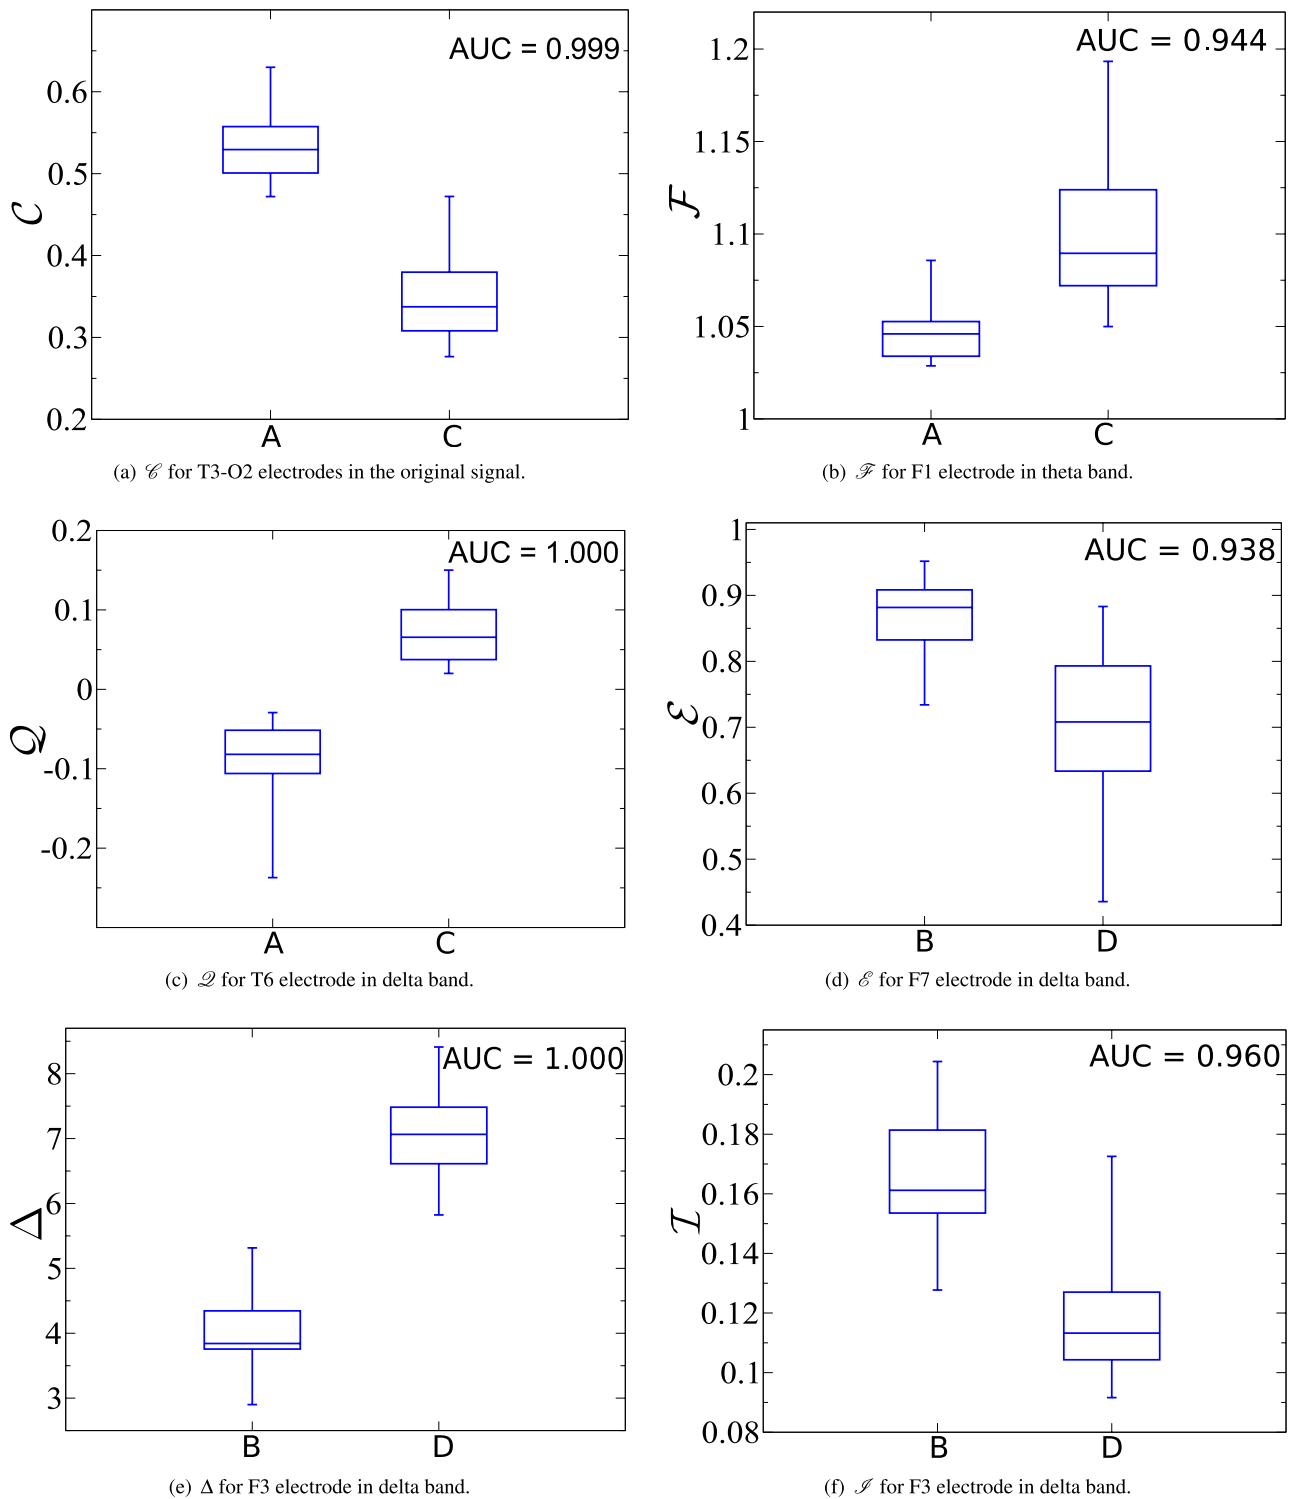 AUC = 0.999
0.6
0.5
0.4
0.3
0.2
𝒞
A C
(a) 𝒞 for T3-O2 electrodes in the original signal.
AUC = 0.944
1.2
1.15
1.1
1.05
1
ℱ
A C
(b) ℱ for F1 electrode in theta band.
AUC = 1.000
0.2
0.1
0
-0.1
-0.2
𝒬
A C
(c) 𝒬 for T6 electrode in delta band.
AUC = 0.938
1
0.9
0.8
0.7
0.6
0.5
0.4
ℰ
B D
(d) ℰ for F7 electrode in delta band.
AUC = 1.000
8
7
6
5
4
3
Δ
B D
(e) Δ for F3 electrode in delta band.
AUC = 0.960
0.2
0.18
0.16
0.14
0.12
0.1
0.08
ℐ
B D
(f) ℐ for F3 electrode in delta band.